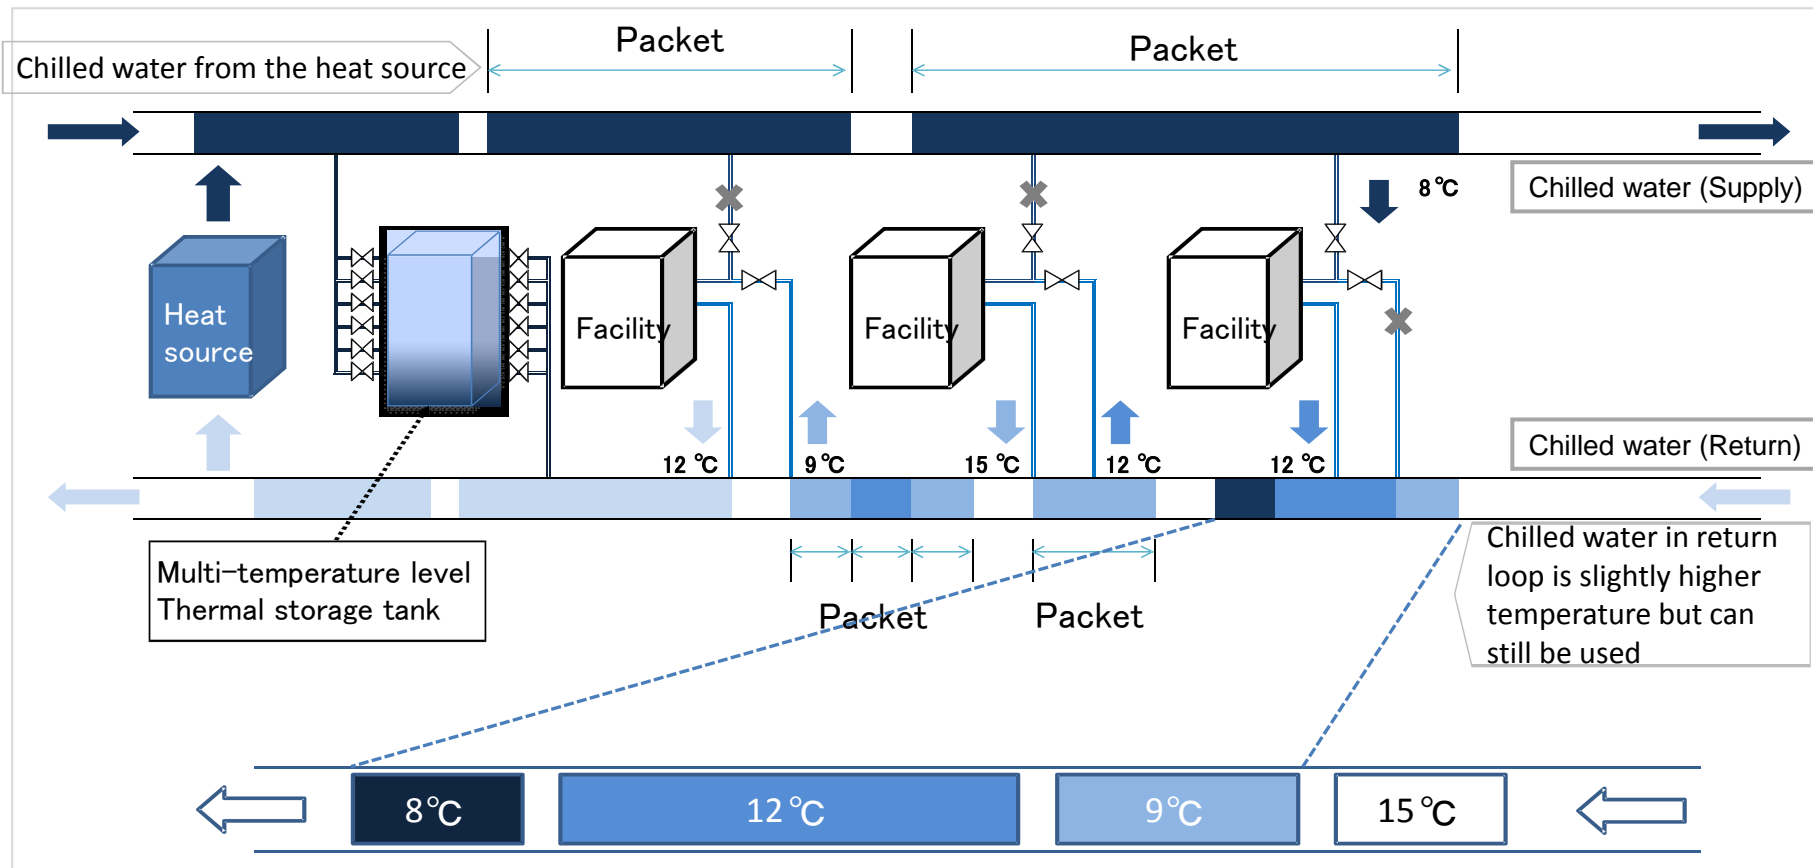 Packet
Packet
Chilled water from the heat source
8℃
Chilled water (Supply)
Heat
source
Facility
Facility
Facility
Chilled water (Return)
12 ℃
9℃
15 ℃
12 ℃
12 ℃
Multi-temperature level
Thermal storage tank
Packet
Packet
Chilled water in return
loop is slightly higher
temperature but can
still be used
8℃
12℃
9℃
15℃